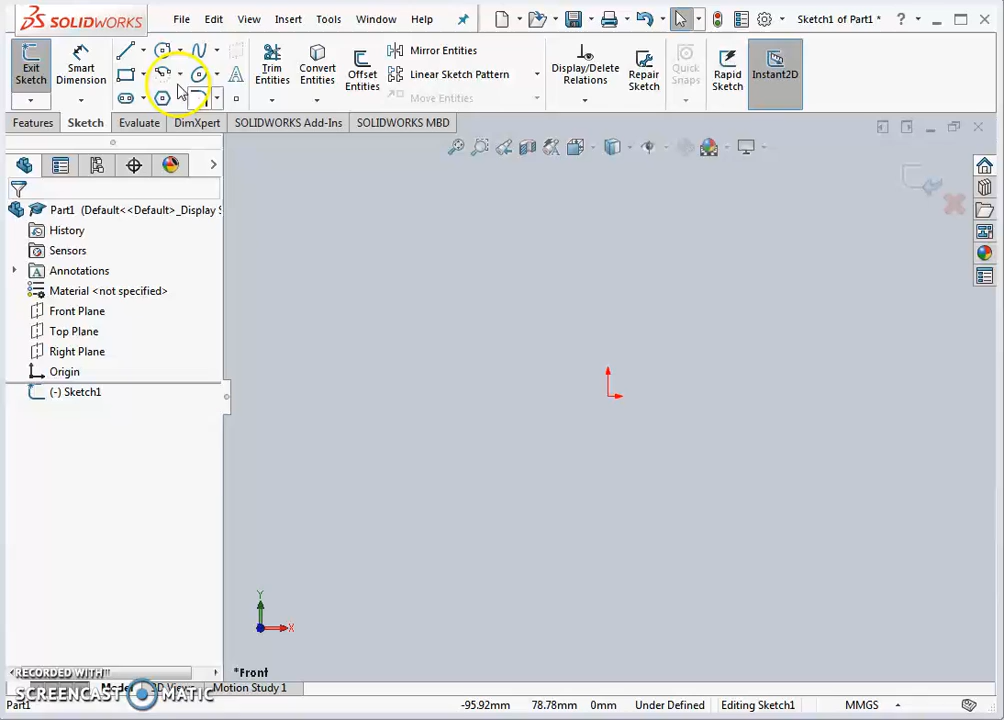 SOLIDWORKS File Edit View Insert Tools Window Help Sketch1 of Part1 * ?
Exit Sketch
Smart Dimension
Trim Entities
Convert Entities
Offset Entities
Mirror Entities
Linear Sketch Pattern
Move Entities
Display/Delete Relations
Repair Sketch
Quick Snaps
Rapid Sketch
Instant2D
Features Sketch Evaluate DimXpert SOLIDWORKS Add-Ins SOLIDWORKS MBD
Part1 (Default<<Default>_Display S
History
Sensors
Annotations
Material <not specified>
Front Plane
Top Plane
Right Plane
Origin
(-) Sketch1
Y
X
*Front
RECORDED WITH
SCREENCAST MATIC
Model 3D Views Motion Study 1
Part1 -95.92mm 78.78mm 0mm Under Defined Editing Sketch1 MMGS